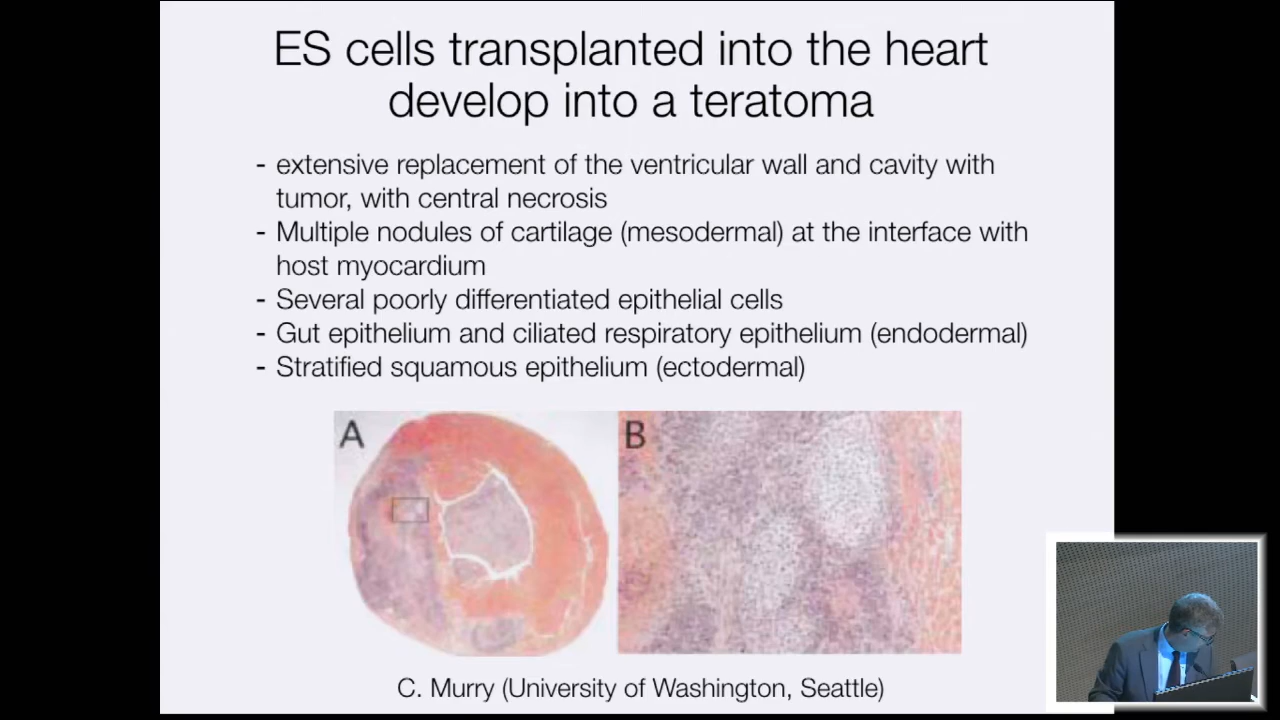 ES cells transplanted into the heart
develop into a teratoma
- extensive replacement of the ventricular wall and cavity with
tumor, with central necrosis
- Multiple nodules of cartilage (mesodermal) at the interface with
host myocardium
- Several poorly differentiated epithelial cells
- Gut epithelium and ciliated respiratory epithelium (endodermal)
- Stratified squamous epithelium (ectodermal)
A B
C. Murry (University of Washington, Seattle)